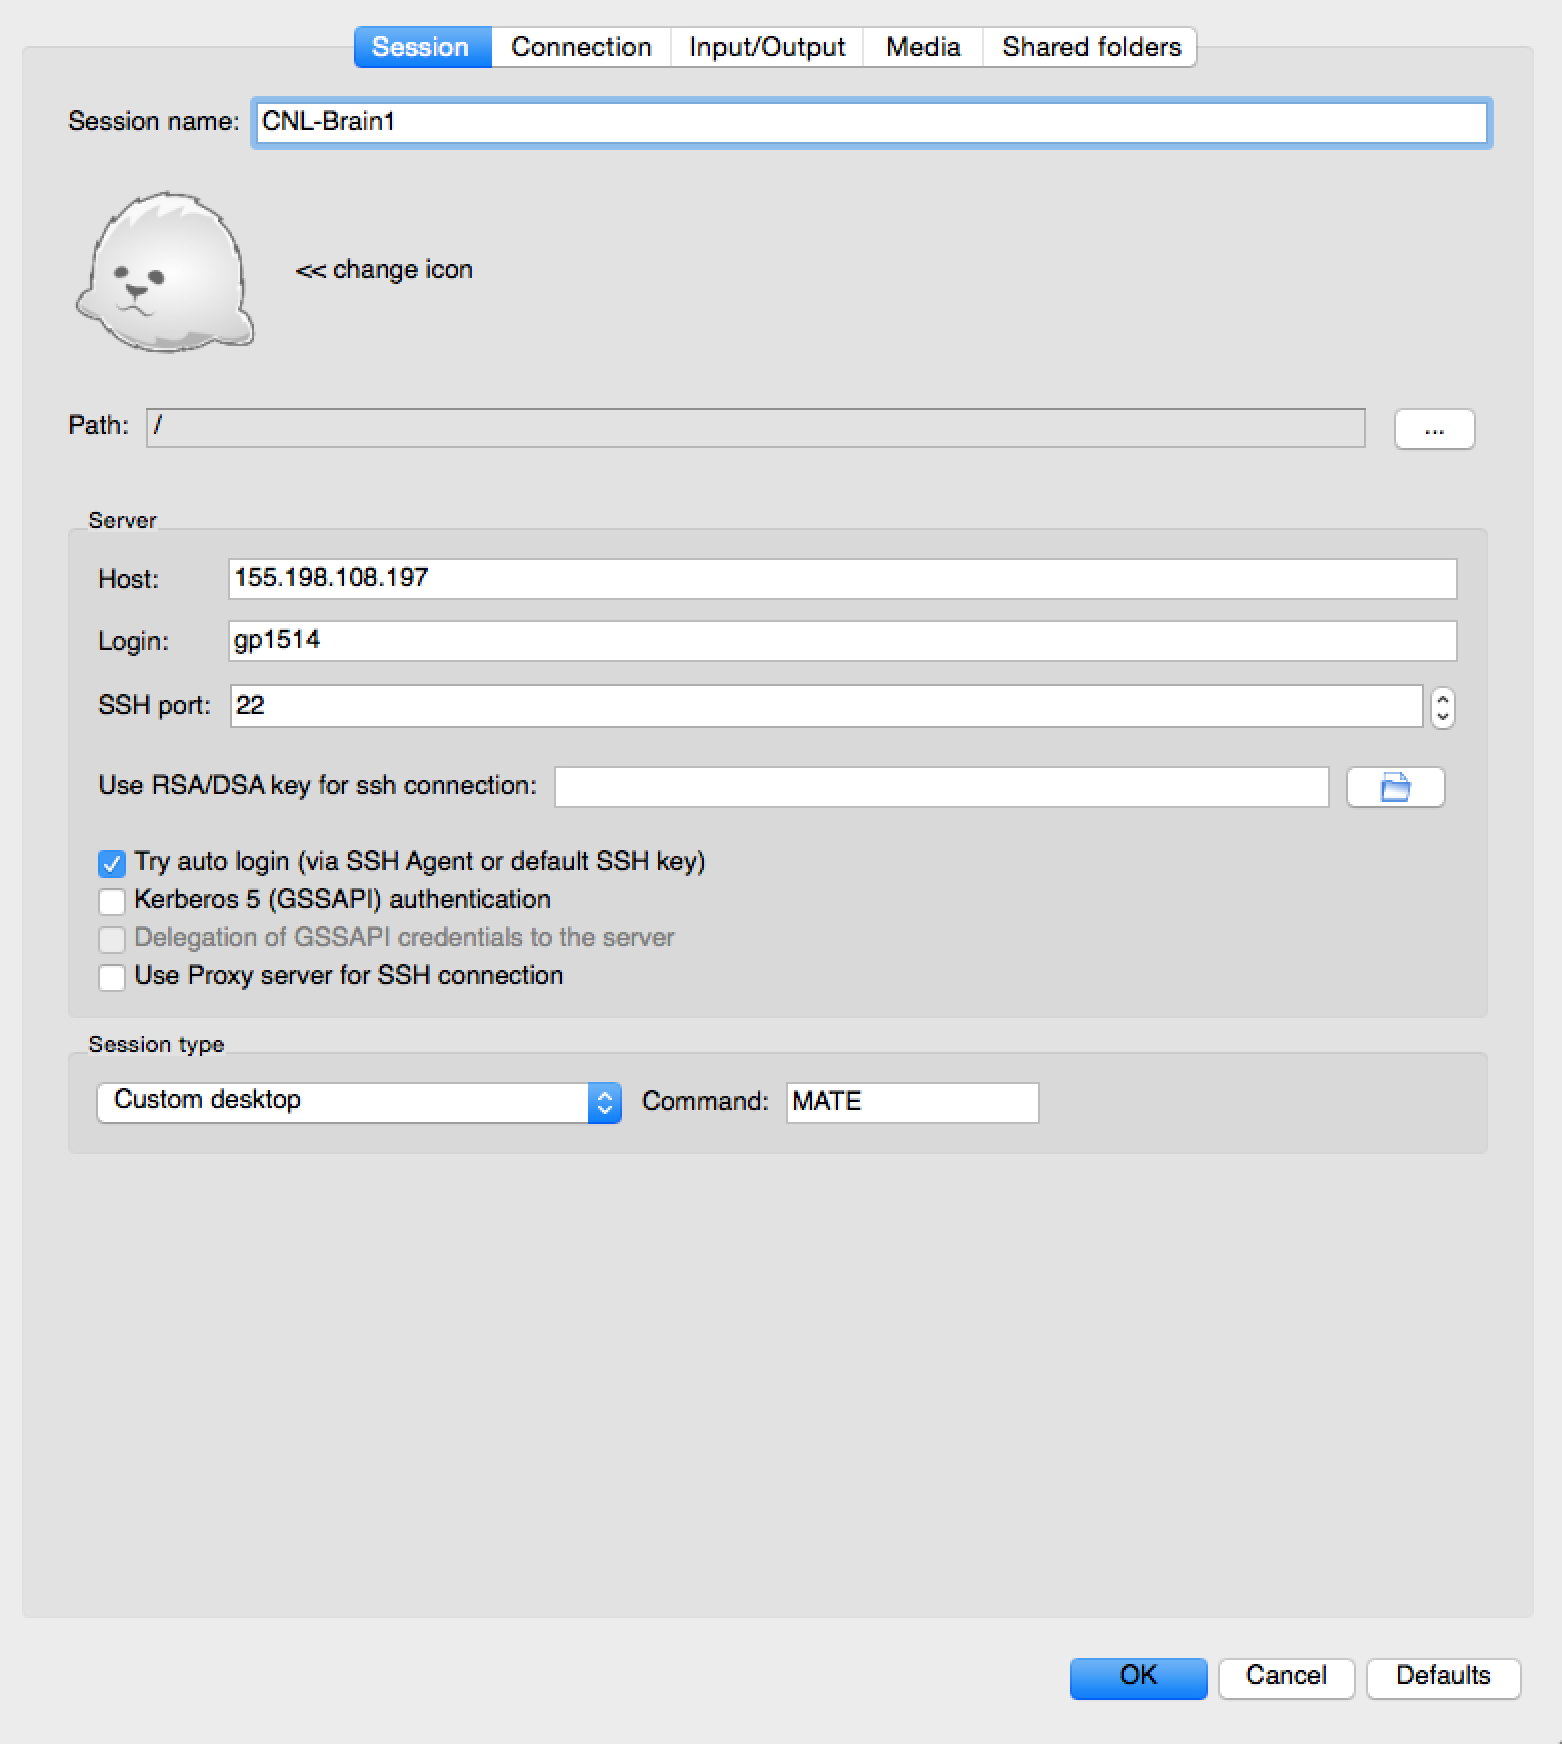 Session Connection Input/Output Media Shared folders
Session name: CNL-Brain1
<< change icon
Path: / ...
Server
Host: 155.198.108.197
Login: gp1514
SSH port: 22
Use RSA/DSA key for ssh connection:
Try auto login (via SSH Agent or default SSH key)
Kerberos 5 (GSSAPI) authentication
Delegation of GSSAPI credentials to the server
Use Proxy server for SSH connection
Session type
Custom desktop Command: MATE
OK Cancel Defaults